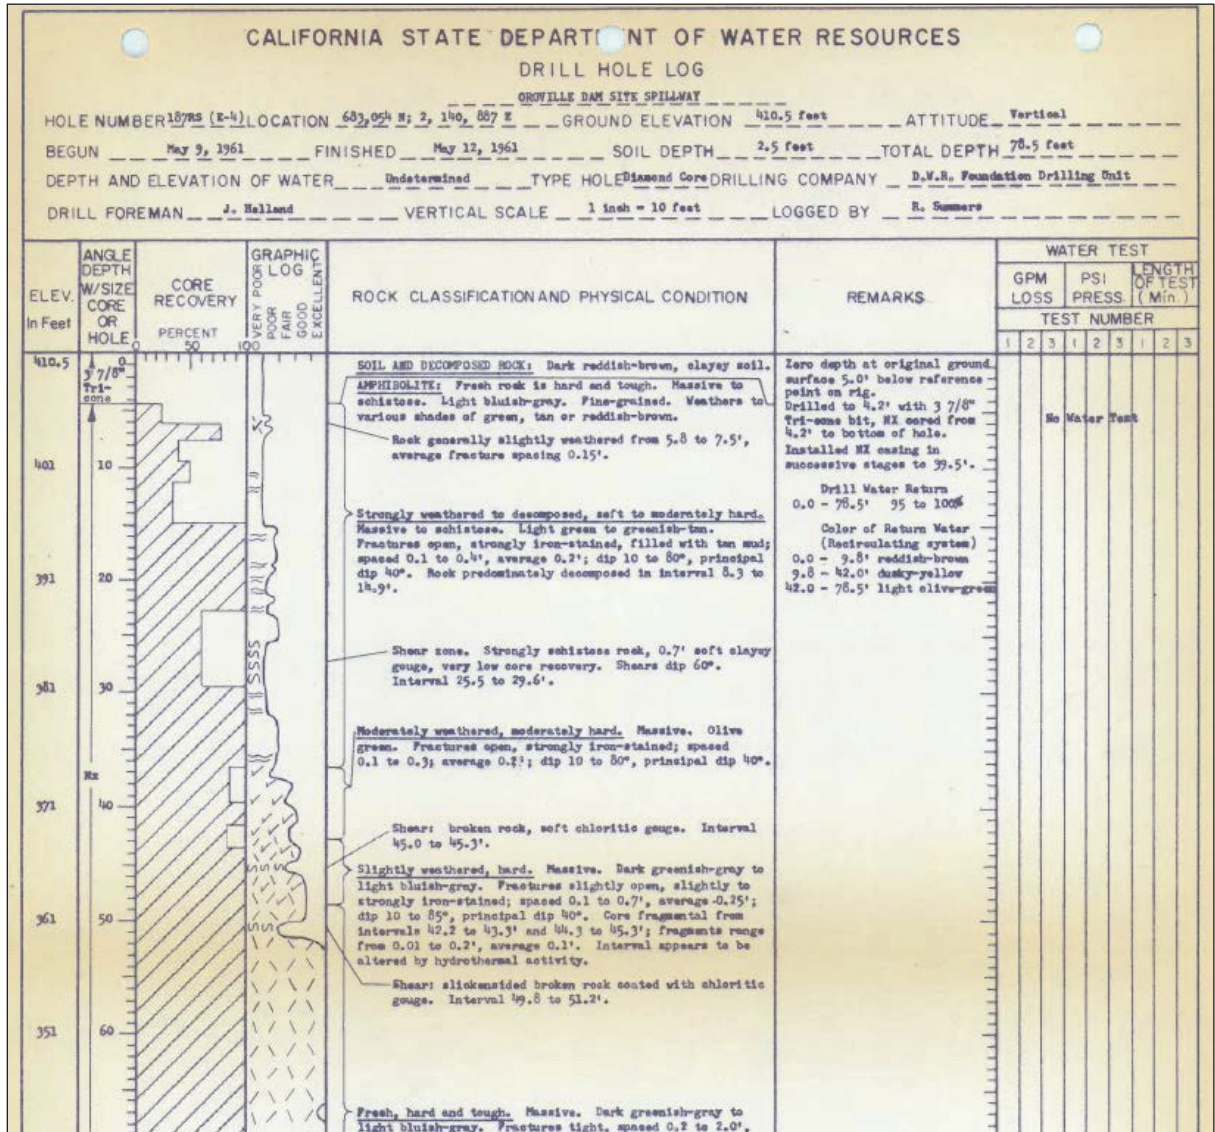 CALIFORNIA STATE DEPART NT OF WATER RESOURCES
DRILL HOLE LOG
OROVILLE DAM SITE SPILLWAY
HOLE NUMBER 187RS (E-4) LOCATION 683,054 N; 2, 140, 887 E GROUND ELEVATION 410.5 feet ATTITUDE Vertical
BEGUN May 9, 1961 FINISHED May 12, 1961 SOIL DEPTH 2.5 feet TOTAL DEPTH 78.5 feet
DEPTH AND ELEVATION OF WATER Undetermined TYPE HOLE Diamond Core DRILLING COMPANY D.W.R. Foundation Drilling Unit
DRILL FOREMAN J. Halland VERTICAL SCALE 1 inch = 10 feet LOGGED BY R. Summers
ELEV.
In Feet
ANGLE
DEPTH
W/SIZE
CORE
OR
HOLE
CORE
RECOVERY
PERCENT
0 50 100
GRAPHIC
LOG
VERY POOR
POOR
FAIR
GOOD
EXCELLENT
ROCK CLASSIFICATION AND PHYSICAL CONDITION
REMARKS
WATER TEST
GPM
LOSS
PSI
PRESS.
LENGTH
OF TEST
(Min.)
TEST NUMBER
1 2 3 1 2 3 1 2 3
410.5
401
391
381
371
361
351
0
3 7/8"
Tri-
cone
10
20
30
Nx
40
50
60
SOIL AND DECOMPOSED ROCK: Dark reddish-brown, clayey soil.
AMPHIBOLITE: Fresh rock is hard and tough. Massive to
schistose. Light bluish-gray. Fine-grained. Weathers to
various shades of green, tan or reddish-brown.
Rock generally slightly weathered from 5.8 to 7.5',
average fracture spacing 0.15'.
Strongly weathered to decomposed, soft to moderately hard.
Massive to schistose. Light green to greenish-tan.
Fractures open, strongly iron-stained, filled with tan mud;
spaced 0.1 to 0.4', average 0.2'; dip 10 to 80°, principal
dip 40°. Rock predominately decomposed in interval 8.3 to
14.9'.
Shear zone. Strongly schistose rock, 0.7' soft clayey
gouge, very low core recovery. Shears dip 60°.
Interval 25.5 to 29.6'.
Moderately weathered, moderately hard. Massive. Olive
green. Fractures open, strongly iron-stained; spaced
0.1 to 0.3; average 0.2'; dip 10 to 80°, principal dip 40°.
Shear: broken rock, soft chloritic gouge. Interval
45.0 to 45.3'.
Slightly weathered, hard. Massive. Dark greenish-gray to
light bluish-gray. Fractures slightly open, slightly to
strongly iron-stained; spaced 0.1 to 0.7', average 0.25';
dip 10 to 85°, principal dip 40°. Core fragmental from
intervals 42.2 to 43.3' and 44.3 to 45.3'; fragments range
from 0.01 to 0.2', average 0.1'. Interval appears to be
altered by hydrothermal activity.
Shear: slickensided broken rock coated with chloritic
gouge. Interval 49.8 to 51.2'.
Fresh, hard and tough. Massive. Dark greenish-gray to
light bluish-gray. Fractures tight, spaced 0.2 to 2.0',
Zero depth at original ground
surface 5.0' below reference
point on rig.
Drilled to 4.2' with 3 7/8"
Tri-cone bit, NX cored from
4.2' to bottom of hole.
Installed NX casing in
successive stages to 39.5'.
Drill Water Return
0.0 - 78.5' 95 to 100%
Color of Return Water
(Recirculating system)
0.0 - 9.8' reddish-brown
9.8 - 42.0' dusky-yellow
42.0 - 78.5' light olive-green
No Water Test